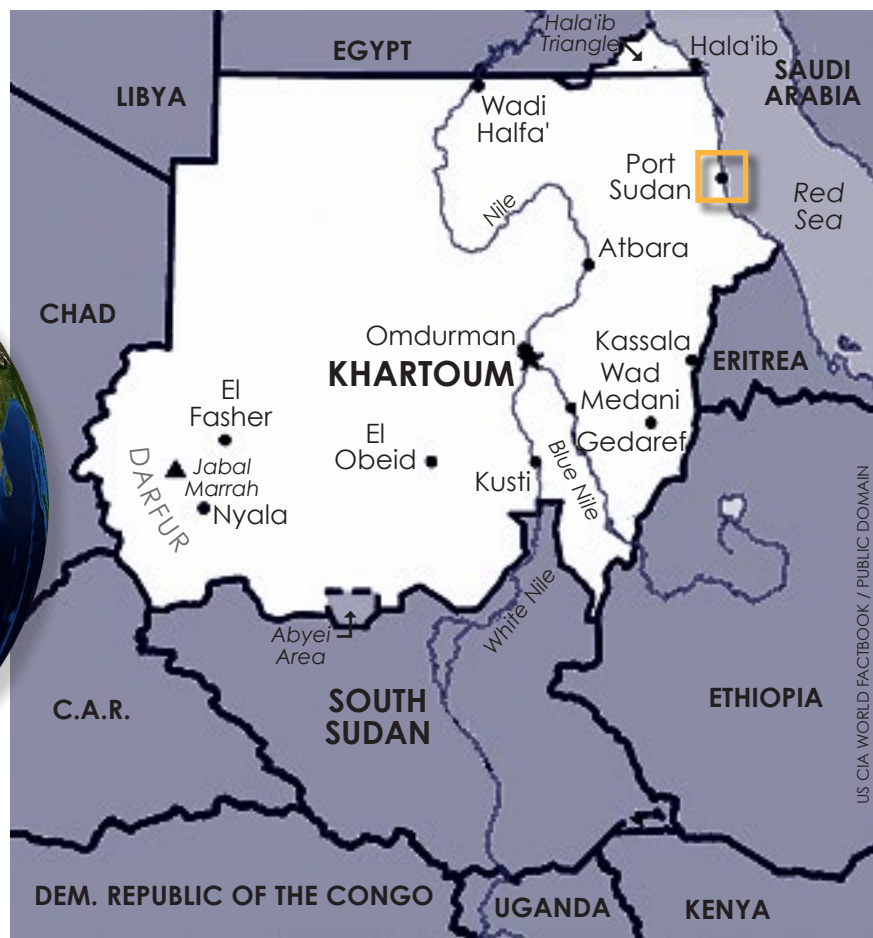 Hala'ib
Triangle
EGYPT
Hala'ib
SAUDI
ARABIA
LIBYA
Wadi
Halfa'
Port
Sudan
Red
Sea
Nile
Atbara
CHAD
Omdurman
KHARTOUM
Kassala
ERITREA
Wad
Medani
El
Fasher
Gedaref
El
Obeid
Jabal
Marrah
DARFUR
Kusti
Blue Nile
Nyala
US CIA WORLD FACTBOOK / PUBLIC DOMAIN
White Nile
Abyei
Area
C.A.R.
SOUTH
SUDAN
ETHIOPIA
DEM. REPUBLIC OF THE CONGO
UGANDA
KENYA